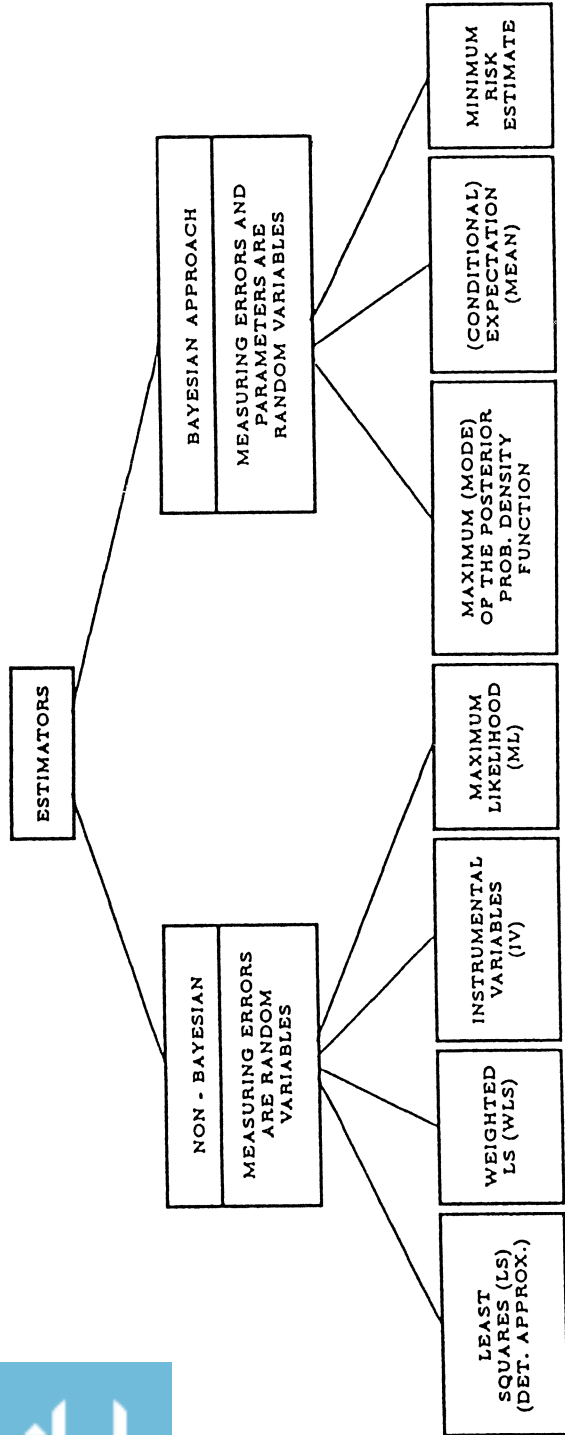 ESTIMATORS
NON - BAYESIAN
MEASURING ERRORS
ARE RANDOM
VARIABLES
BAYESIAN APPROACH
MEASURING ERRORS AND
PARAMETERS ARE
RANDOM VARIABLES
LEAST
SQUARES (LS)
(DET. APPROX.)
WEIGHTED
LS (WLS)
INSTRUMENTAL
VARIABLES
(IV)
MAXIMUM
LIKELIHOOD
(ML)
MAXIMUM (MODE)
OF THE POSTERIOR
PROB. DENSITY
FUNCTION
(CONDITIONAL)
EXPECTATION
(MEAN)
MINIMUM
RISK
ESTIMATE